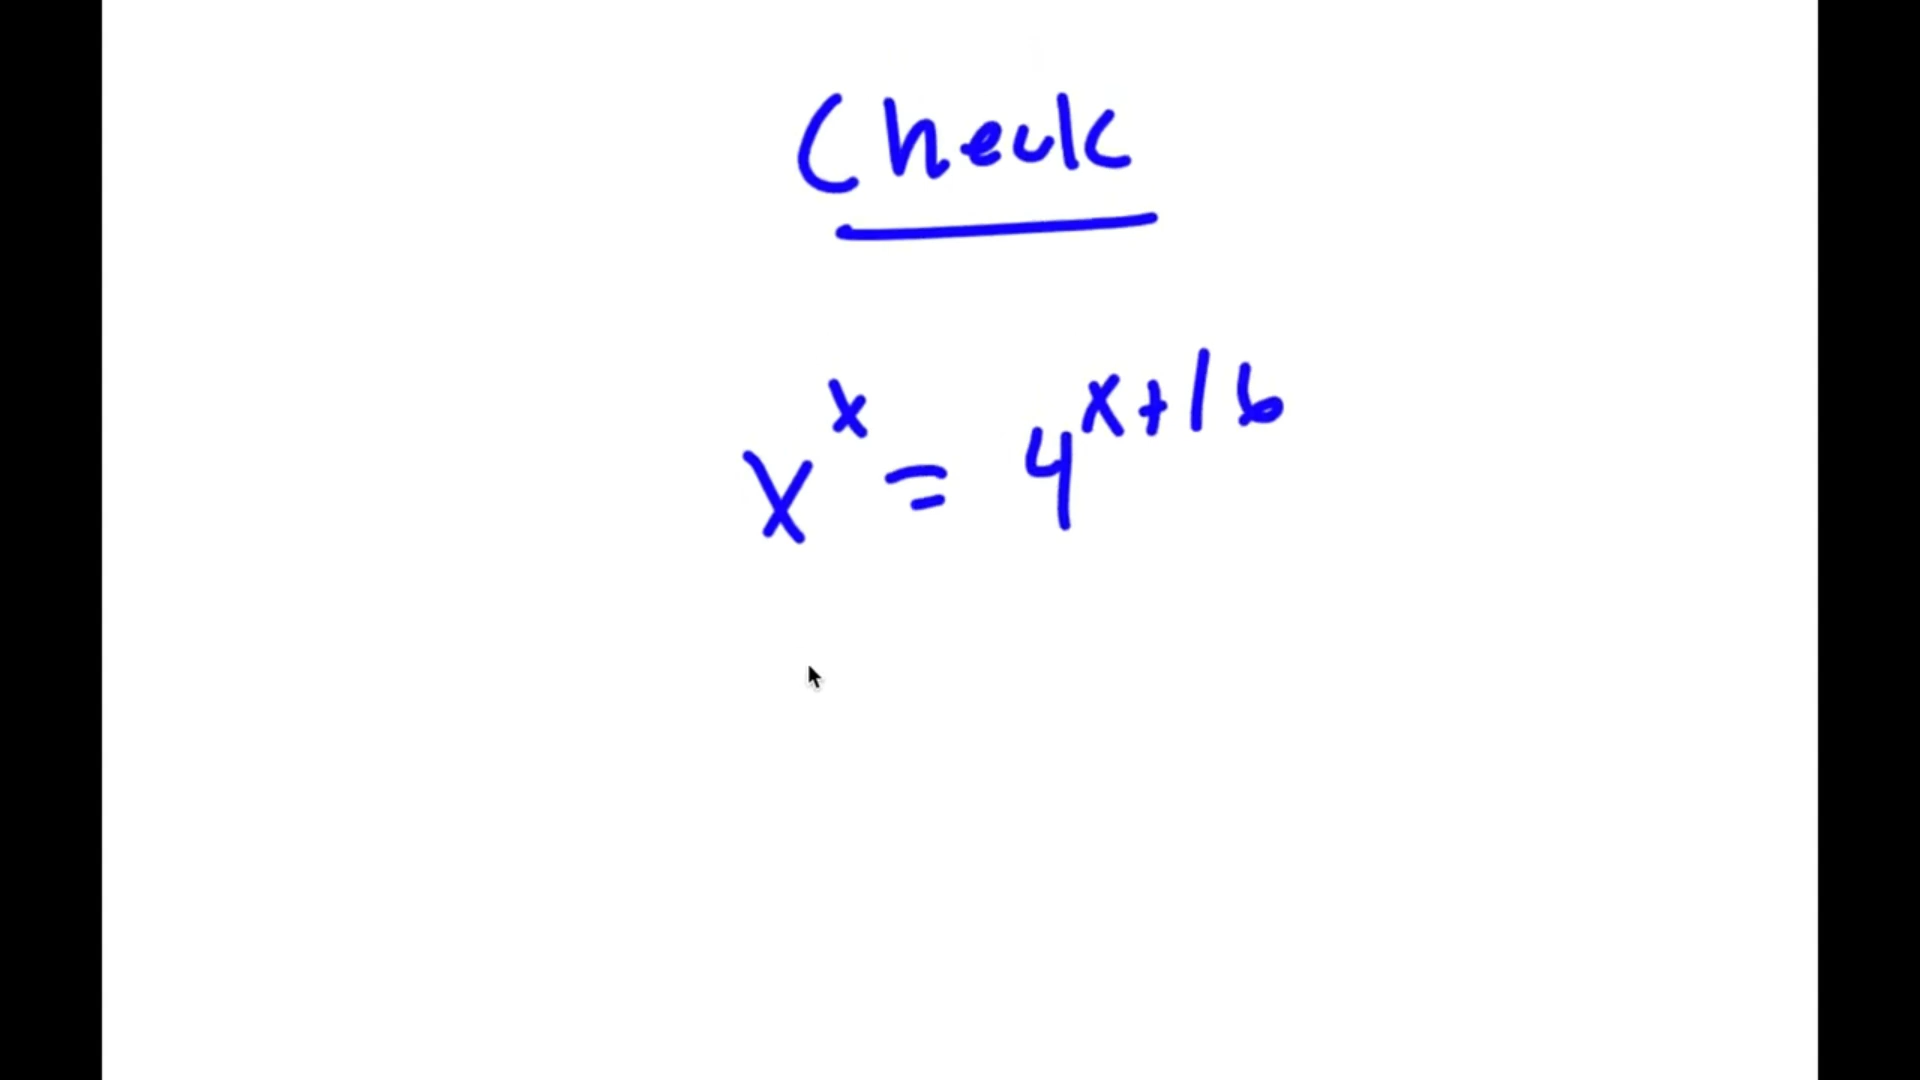 Check
x^x = 4^{x+16}